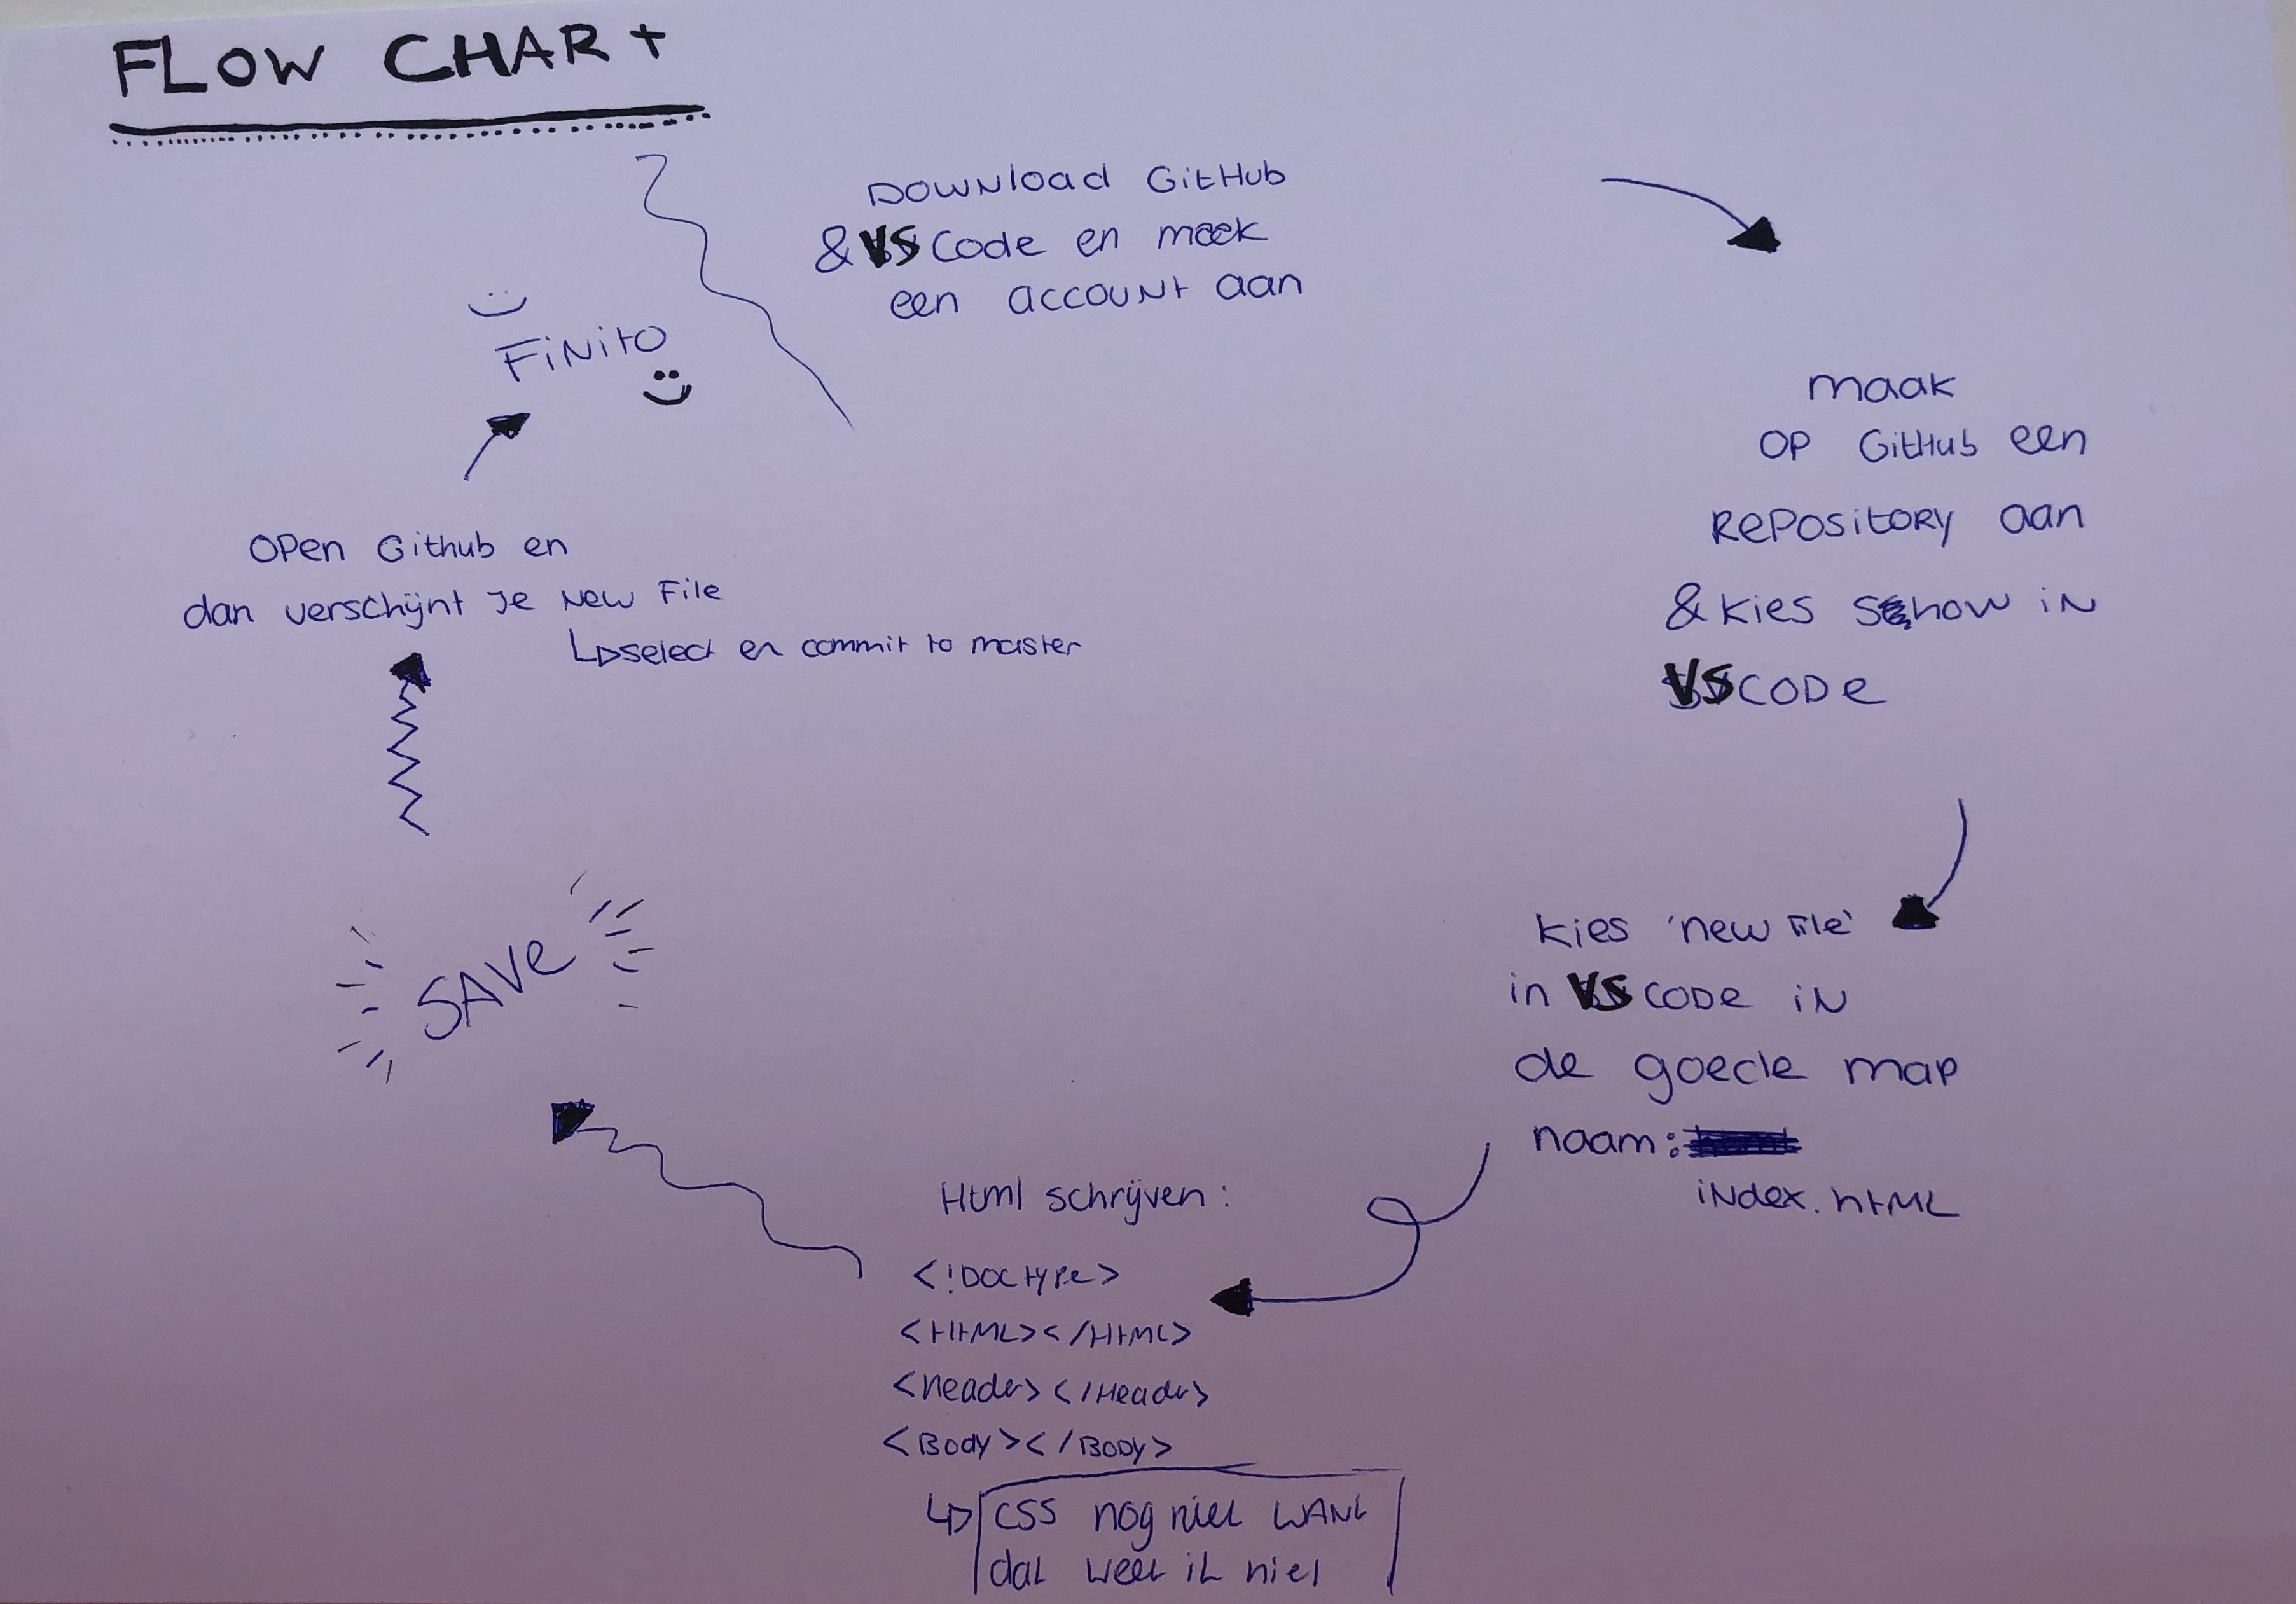 FLOW CHART
Download GitHub
& VS Code en maak
een account aan
maak
op GitHub een
Repository aan
& kies show in
VS CODE
kies 'new file'
in VS CODE in
de goede map
naam:
index.html
Html schrijven:
<!Doctype>
<HTML></HTML>
<header></Header>
<Body></Body>
CSS nog niet want
dat weet ik niet
SAVE
Open Github en
dan verschijnt je New File
select en commit to master
Finito